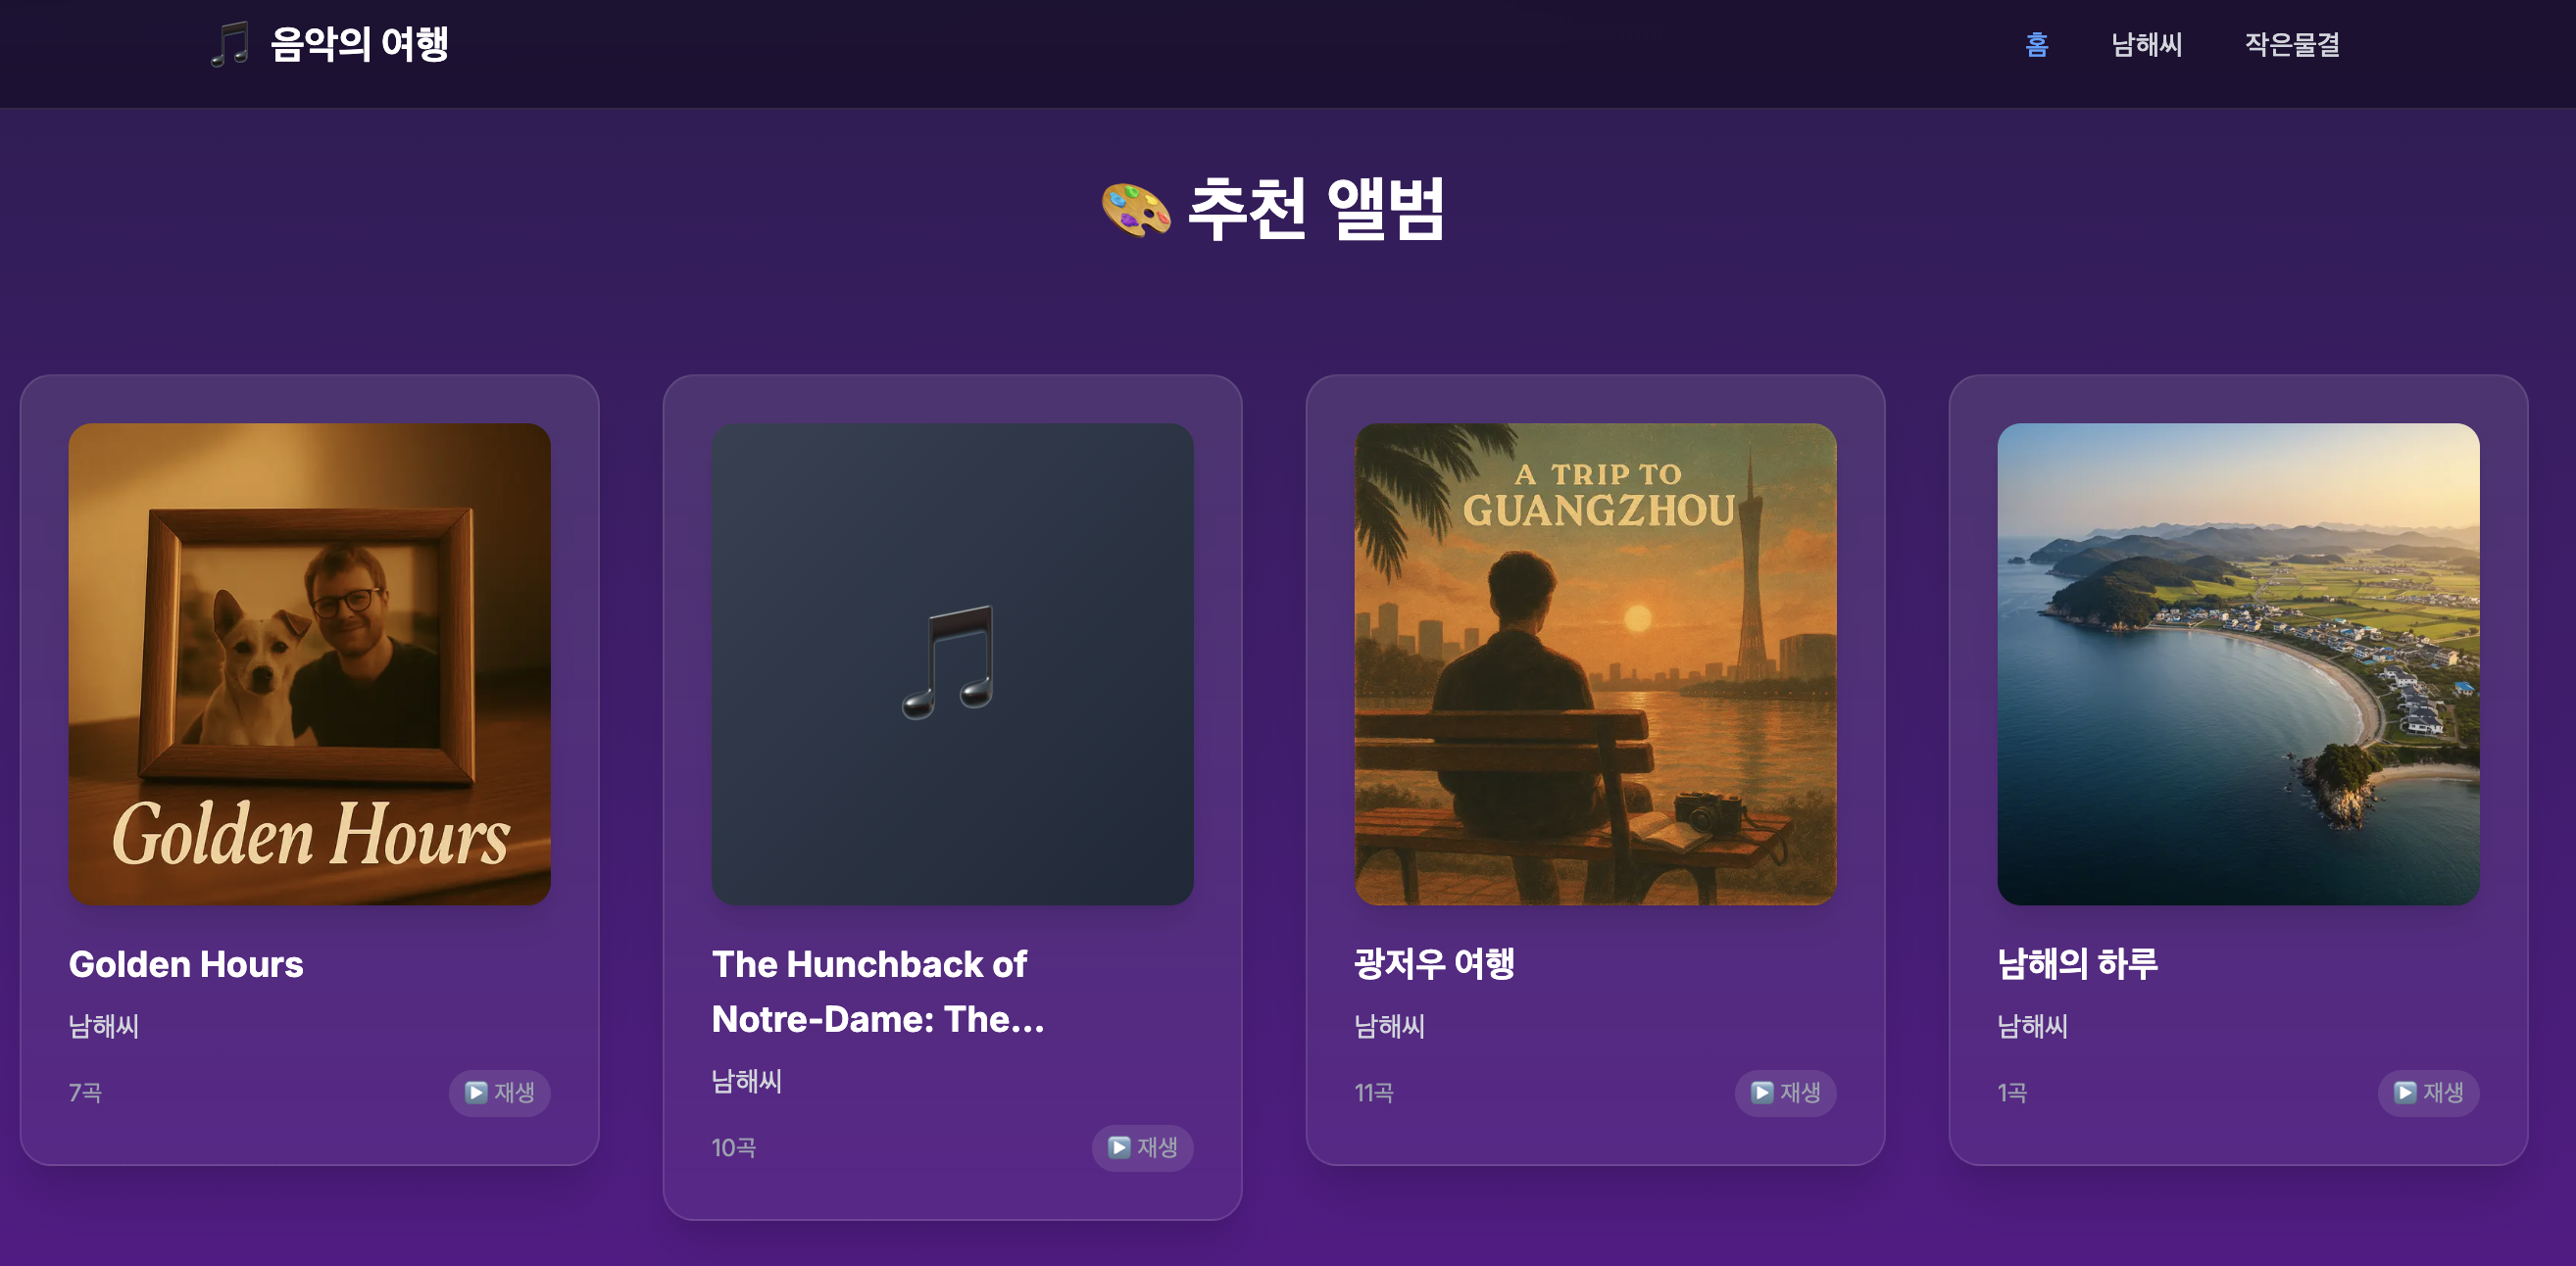 음악의 여행
홈
남해씨
작은물결
추천 앨범
Golden Hours
Golden Hours
남해씨
7곡
재생
The Hunchback of
Notre-Dame: The...
남해씨
10곡
재생
A TRIP TO
GUANGZHOU
광저우 여행
남해씨
11곡
재생
남해의 하루
남해씨
1곡
재생